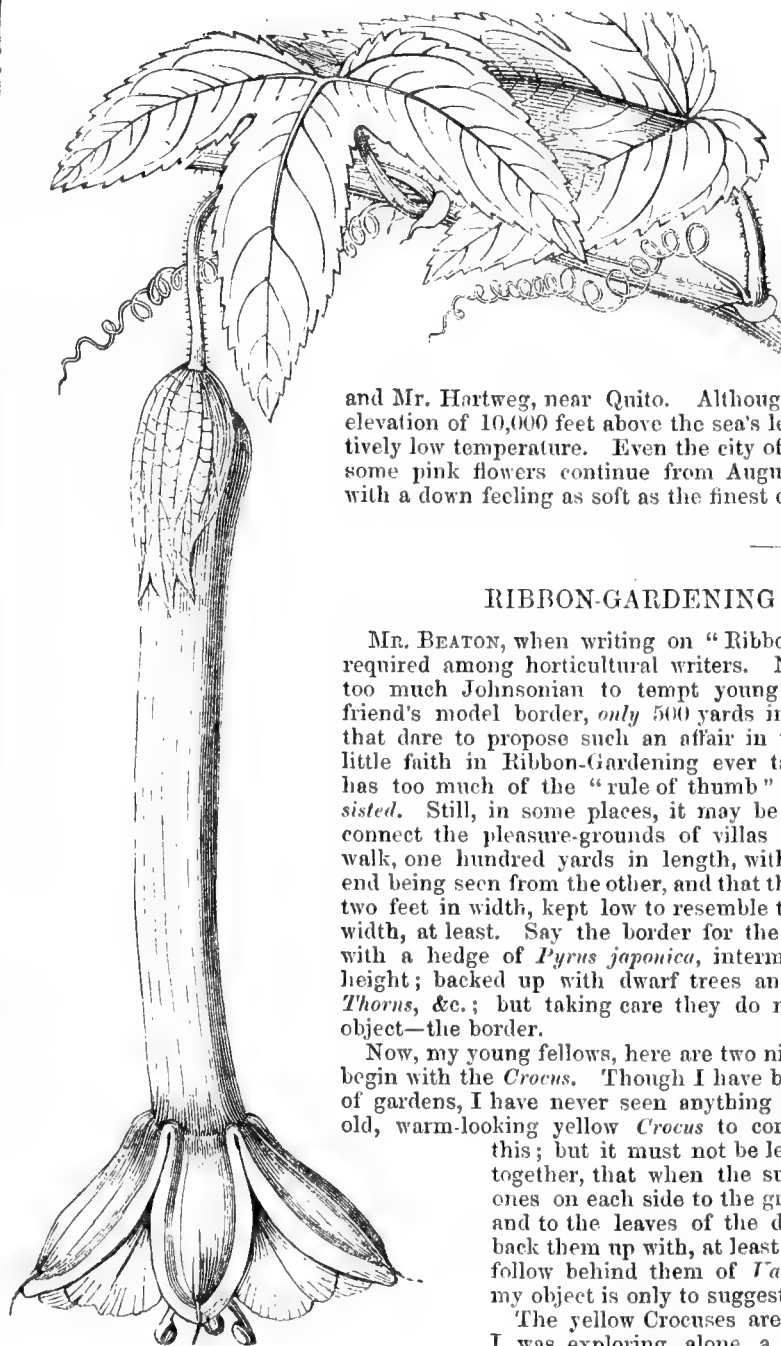 and Mr. Hartweg, near Quito. Althoug
elevation of 10,000 feet above the sea's le
tively low temperature. Even the city of
some pink flowers continue from Augu
with a down feeling as soft as the finest
RIBBON-GARDENING
MR. BEATON, when writing on “ Ribbo
required among horticultural writers.
too much Johnsonian to tempt young
friend's model border, only 500 yards in
that dare to propose such an affair in
little faith in Ribbon-Gardening ever t
has too much of the “ rule of thumb ”
sisted. Still, in some places, it may be
connect the pleasure-grounds of villas
walk, one hundred yards in length, with
end being seen from the other, and that th
two feet in width, kept low to resemble t
width, at least. Say the border for the
with a hedge of Pyrus japonica, interm
height; backed up with dwarf trees an
Thorns, &c.; but taking care they do
object—the border.
Now, my young fellows, here are two ni
begin with the Crocus. Though I have b
of gardens, I have never seen anything
old, warm-looking yellow Crocus to cor
this; but it must not be le
together, that when the su
ones on each side to the gr
and to the leaves of the d
back them up with, at least
follow behind them of Va
my object is only to suggest
The yellow Crocuses are
I was exploring, alone, a